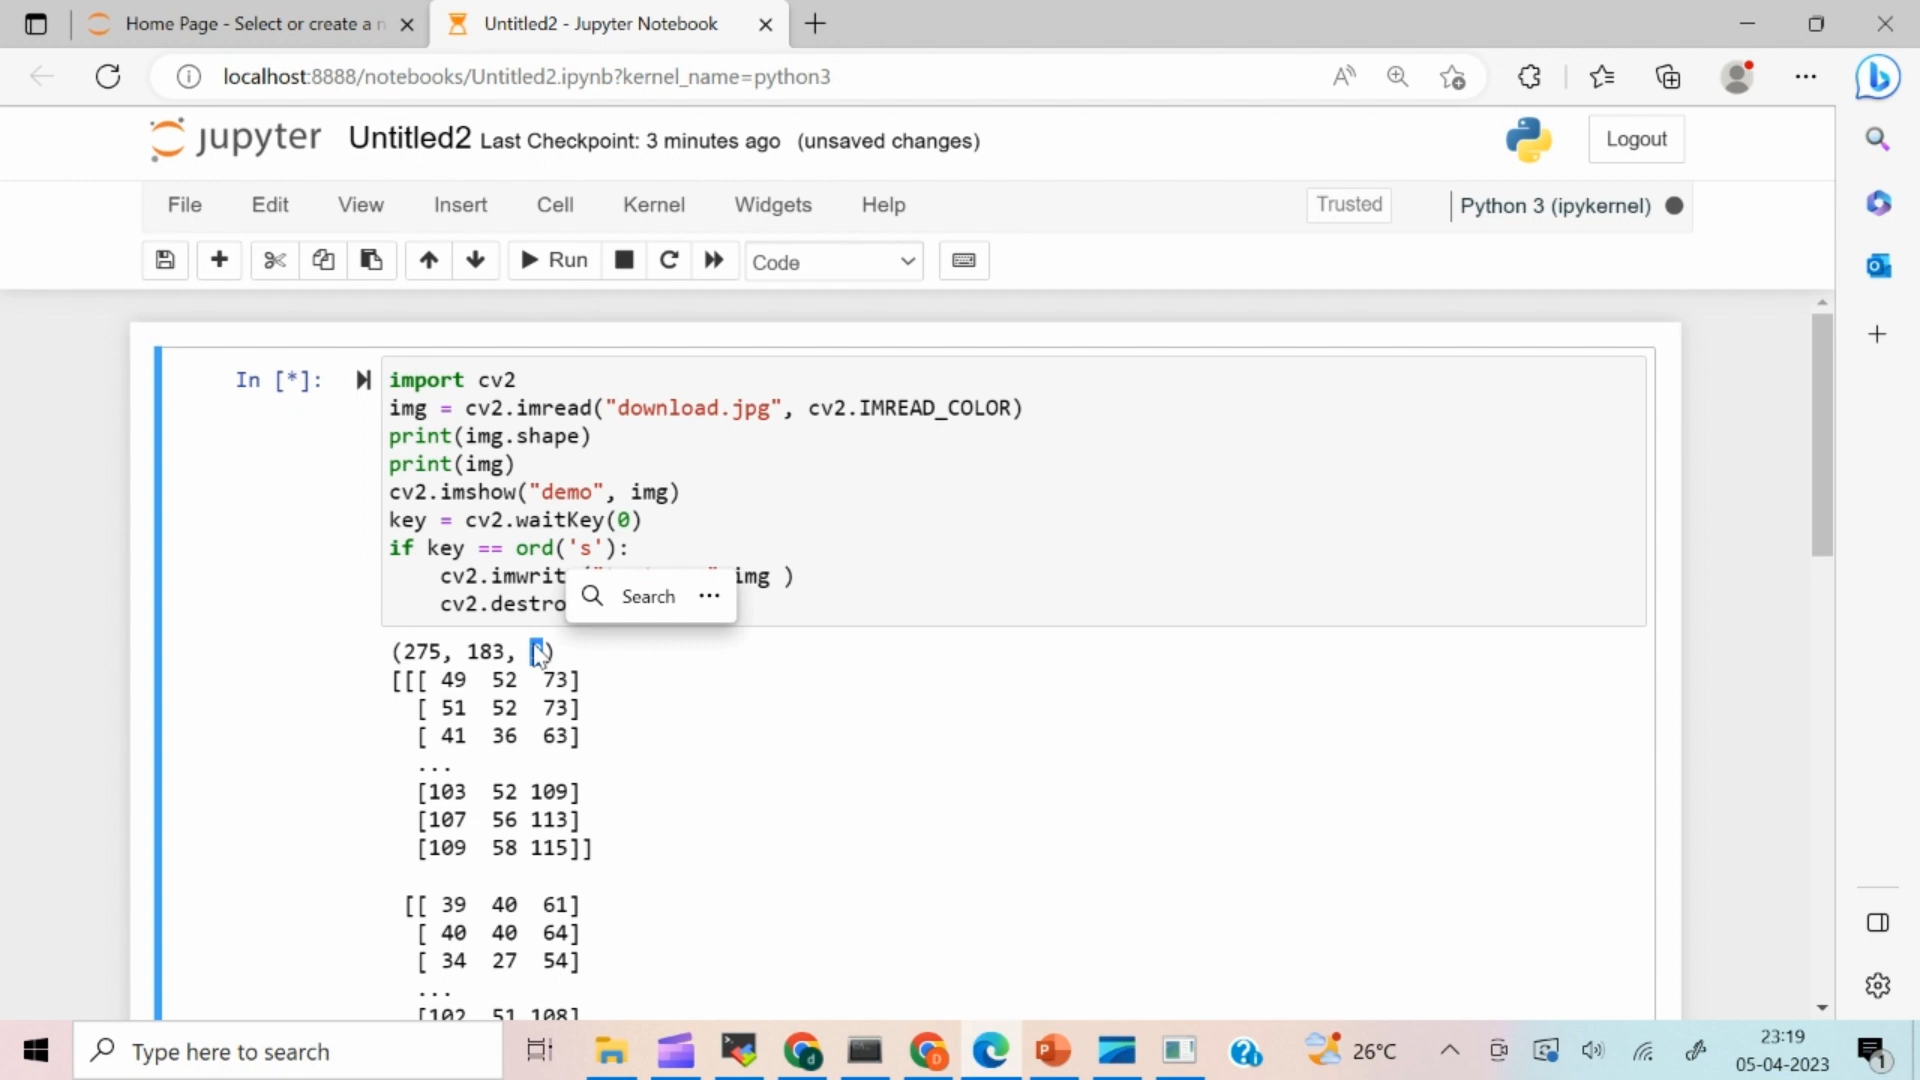 Home Page - Select or create a n
Untitled2 - Jupyter Notebook
localhost:8888/notebooks/Untitled2.ipynb?kernel_name=python3
jupyter Untitled2 Last Checkpoint: 3 minutes ago (unsaved changes)
Logout
File Edit View Insert Cell Kernel Widgets Help
Trusted
Python 3 (ipykernel)
Run
Code
In [*]:
import cv2
img = cv2.imread("download.jpg", cv2.IMREAD_COLOR)
print(img.shape)
print(img)
cv2.imshow("demo", img)
key = cv2.waitKey(0)
if key == ord('s'):
cv2.imwrit img )
cv2.destro
Search
(275, 183, )
[[[ 49 52 73]
[ 51 52 73]
[ 41 36 63]
...
[103 52 109]
[107 56 113]
[109 58 115]]
[[ 39 40 61]
[ 40 40 64]
[ 34 27 54]
...
[102 51 108]
Type here to search
26°C
23:19
05-04-2023
1